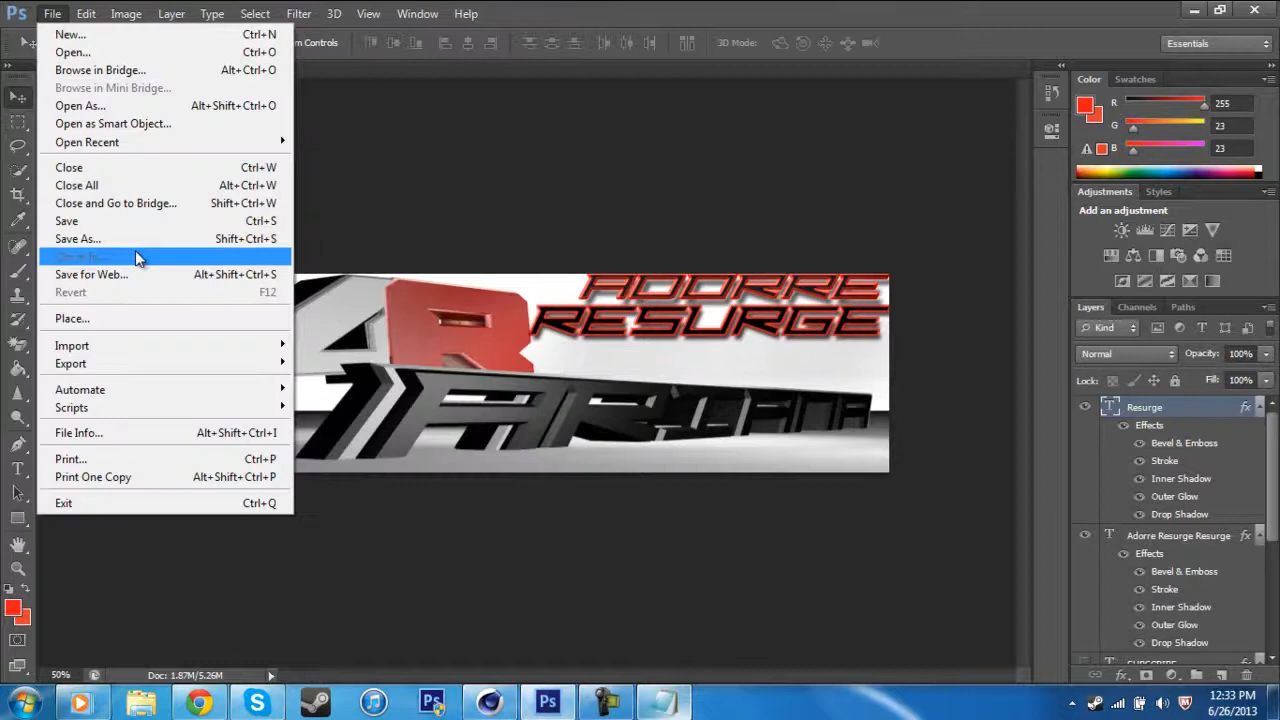 Ps File Edit Image Layer Type Select Filter 3D View Window Help
m Controls 3D Mode: Essentials
New... Ctrl+N
Open... Ctrl+O
Browse in Bridge... Alt+Ctrl+O
Browse in Mini Bridge...
Open As... Alt+Shift+Ctrl+O
Open as Smart Object...
Open Recent
Close Ctrl+W
Close All Alt+Ctrl+W
Close and Go to Bridge... Shift+Ctrl+W
Save Ctrl+S
Save As... Shift+Ctrl+S
Save for Web... Alt+Shift+Ctrl+S
Revert F12
Place...
Import
Export
Automate
Scripts
File Info... Alt+Shift+Ctrl+I
Print... Ctrl+P
Print One Copy Alt+Shift+Ctrl+P
Exit Ctrl+Q
ADORRE
RESURGE
AR
Color Swatches
R 255
G 23
B 23
Adjustments Styles
Add an adjustment
Layers Channels Paths
Kind
Normal Opacity: 100%
Lock: Fill: 100%
T Resurge fx
Effects
Bevel & Emboss
Stroke
Inner Shadow
Outer Glow
Drop Shadow
T Adorre Resurge Resurge fx
Effects
Bevel & Emboss
Stroke
Inner Shadow
Outer Glow
Drop Shadow
50% Doc: 1.87M/5.26M
Ps Ps
12:33 PM
6/26/2013